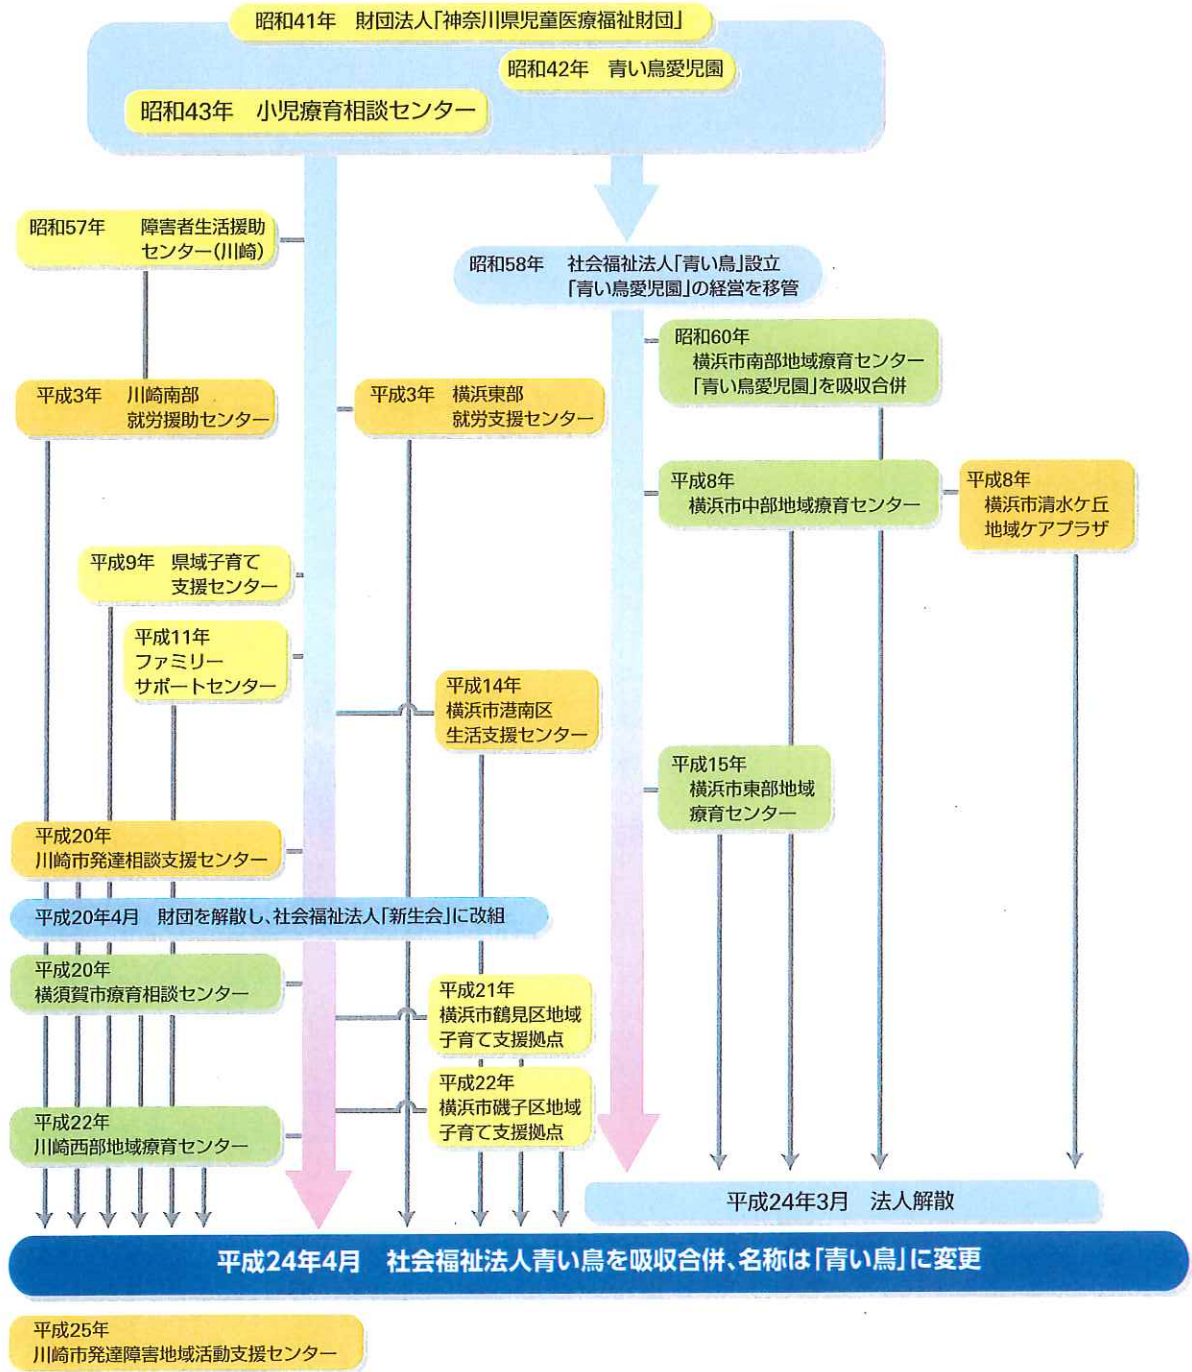 昭和41年　財団法人「神奈川県児童医療福祉財団」
昭和42年　青い鳥愛児園
昭和43年　小児療育相談センター
昭和57年　障害者生活援助
センター(川崎)
昭和58年　社会福祉法人「青い鳥」設立
「青い鳥愛児園」の経営を移管
昭和60年
横浜市南部地域療育センター
「青い鳥愛児園」を吸収合併
平成3年　川崎南部
就労援助センター
平成3年　横浜東部
就労支援センター
平成8年
横浜市中部地域療育センター
平成8年
横浜市清水ケ丘
地域ケアプラザ
平成9年　県域子育て
支援センター
平成11年
ファミリー
サポートセンター
平成14年
横浜市港南区
生活支援センター
平成15年
横浜市東部地域
療育センター
平成20年
川崎市発達相談支援センター
平成20年4月　財団を解散し、社会福祉法人「新生会」に改組
平成20年
横須賀市療育相談センター
平成21年
横浜市鶴見区地域
子育て支援拠点
平成22年
横浜市磯子区地域
子育て支援拠点
平成22年
川崎西部地域療育センター
平成24年3月　法人解散
平成24年4月　社会福祉法人青い鳥を吸収合併、名称は「青い鳥」に変更
平成25年
川崎市発達障害地域活動支援センター